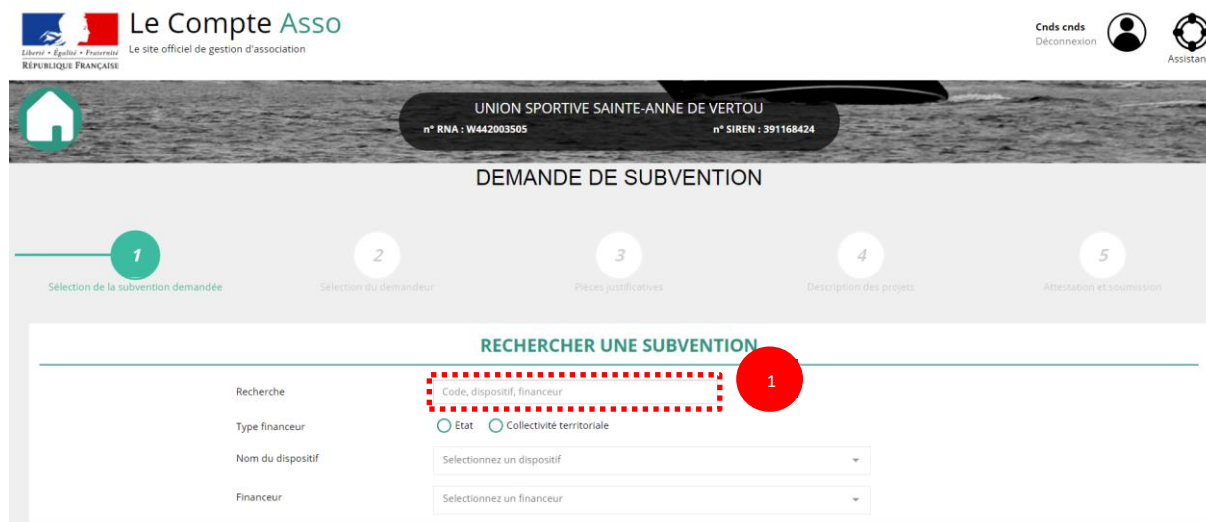 Le Compte Asso
Le site officiel de gestion d'association
Liberté • Égalité • Fraternité
RÉPUBLIQUE FRANÇAISE
Cnds cnds
Déconnexion
Assistan
UNION SPORTIVE SAINTE-ANNE DE VERTOU
n° RNA : W442003505 n° SIREN : 391168424
DEMANDE DE SUBVENTION
1 2 3 4 5
Sélection de la subvention demandée Sélection du demandeur Pièces justificatives Description des projets Attestation et soumission
RECHERCHER UNE SUBVENTION
1
Recherche Code, dispositif, financeur
Type financeur Etat Collectivité territoriale
Nom du dispositif Selectionnez un dispositif
Financeur Selectionnez un financeur